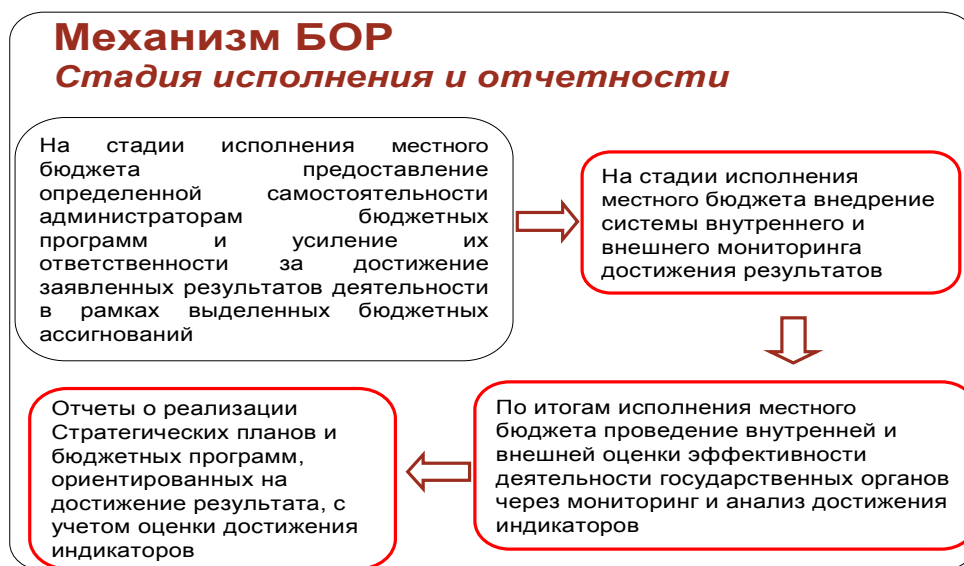 Механизм БОР
Стадия исполнения и отчетности
На стадии исполнения местного
бюджета предоставление
определенной самостоятельности
администраторам бюджетных
программ и усиление их
ответственности за достижение
заявленных результатов деятельности
в рамках выделенных бюджетных
ассигнований
На стадии исполнения
местного бюджета внедрение
системы внутреннего и
внешнего мониторинга
достижения результатов
По итогам исполнения местного
бюджета проведение внутренней и
внешней оценки эффективности
деятельности государственных органов
через мониторинг и анализ достижения
индикаторов
Отчеты о реализации
Стратегических планов и
бюджетных программ,
ориентированных на
достижение результата, с
учетом оценки достижения
индикаторов